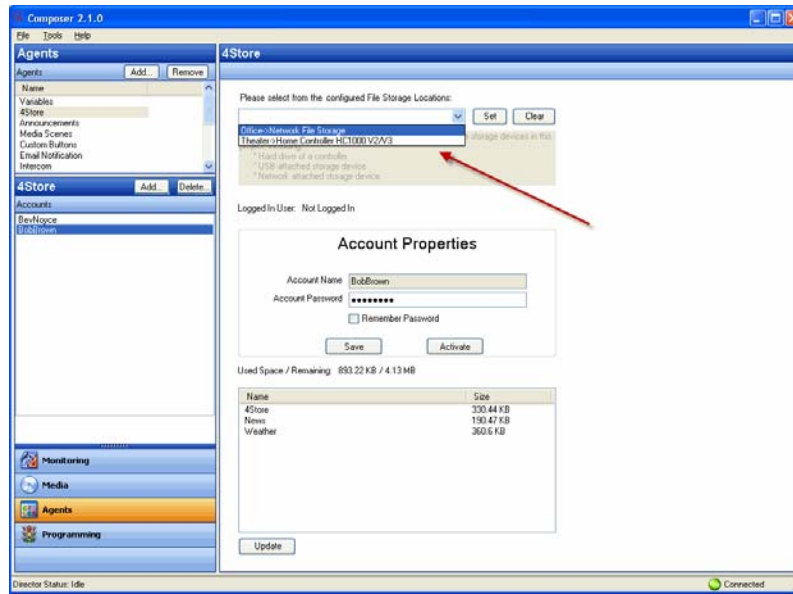 Composer 2.1.0
File Tools Help
Agents
Agents Add... Remove
Name
Variables
4Store
Announcements
Media Scenes
Custom Buttons
Email Notification
Intercom
4Store Add... Delete...
Accounts
BevNoyce
BobBrown
Monitoring
Media
Agents
Programming
4Store
Please select from the configured File Storage Locations:
Set Clear
Office->Network File Storage
Theater->Home Controller HC1000 V2/V3
storage devices in this
*Hard drive of a controller
*USB attached storage device
*Network attached storage device
Logged In User: Not Logged In
Account Properties
Account Name BobBrown
Account Password ••••••••
Remember Password
Save Activate
Used Space / Remaining: 893.22 KB / 4.13 MB
Name Size
4Store 330.44 KB
News 190.47 KB
Weather 360.6 KB
Update
Director Status: Idle
Connected